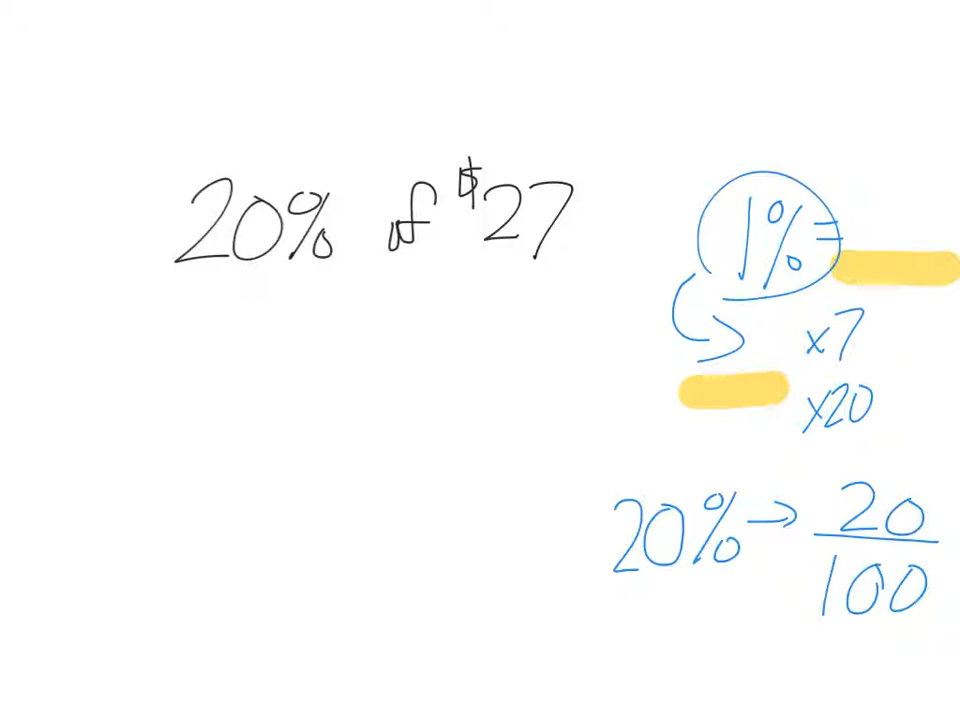 20% of $27
1% =
x7
x20
20% → 20/100